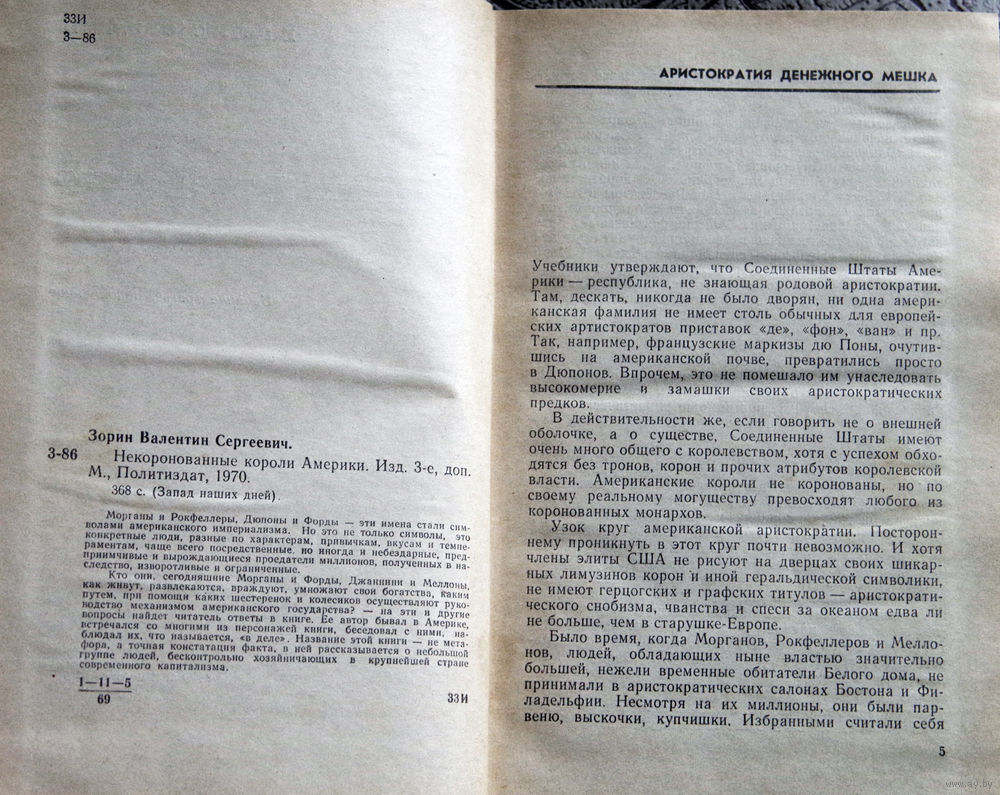 33И
З—86
Зорин Валентин Сергеевич.
З-86 Некоронованные короли Америки. Изд. 3-е, доп.
М., Политиздат, 1970.
368 с. (Запад наших дней).
Морганы и Рокфеллеры, Дюпоны и Форды — эти имена стали сим-
волами американского империализма. Но это не только символы, это
конкретные люди, разные по характерам, привычкам, вкусам и темпе-
раментам, чаще всего посредственные, но иногда и небездарные, пред-
приимчивые и вырождающиеся проедатели миллионов, полученных в на-
следство, изворотливые и ограниченные.
Кто они, сегодняшние Морганы и Форды, Джаннини и Меллоны,
как живут, развлекаются, враждуют, умножают свои богатства, каким
путем, при помощи каких шестеренок и колесиков осуществляют руко-
водство механизмом американского государства? — на эти и другие
вопросы найдет читатель ответы в книге. Ее автор бывал в Америке,
встречался со многими из персонажей книги, беседовал с ними, на-
блюдал их, что называется, «в деле». Название этой книги — не мета-
фора, а точная констатация факта, в ней рассказывается о небольшой
группе людей, бесконтрольно хозяйничающих в крупнейшей стране
современного капитализма.
1—11—5
69
33И
АРИСТОКРАТИЯ ДЕНЕЖНОГО МЕШКА
Учебники утверждают, что Соединенные Штаты Аме-
рики — республика, не знающая родовой аристократии.
Там, дескать, никогда не было дворян, ни одна амери-
канская фамилия не имеет столь обычных для европей-
ских артистократов приставок «де», «фон», «ван» и пр.
Так, например, французские маркизы дю Поны, очутив-
шись на американской почве, превратились просто
в Дюпонов. Впрочем, это не помешало им унаследовать
высокомерие и замашки своих аристократических
предков.
В действительности же, если говорить не о внешней
оболочке, а о существе, Соединенные Штаты имеют
очень много общего с королевством, хотя с успехом обхо-
дятся без тронов, корон и прочих атрибутов королевской
власти. Американские короли не коронованы, но по
своему реальному могуществу превосходят любого из
коронованных монархов.
Узок круг американской аристократии. Посторон-
нему проникнуть в этот круг почти невозможно. И хотя
члены элиты США не рисуют на дверцах своих шикар-
ных лимузинов корон и иной геральдической символики,
не имеют герцогских и графских титулов — аристократи-
ческого снобизма, чванства и спеси за океаном едва ли
не больше, чем в старушке-Европе.
Было время, когда Морганов, Рокфеллеров и Мелло-
нов, людей, обладающих ныне властью значительно
большей, нежели временные обитатели Белого дома, не
принимали в аристократических салонах Бостона и Фи-
ладельфии. Несмотря на их миллионы, они были пар-
веню, выскочки, купчишки. Избранными считали себя
5
www.ay.by